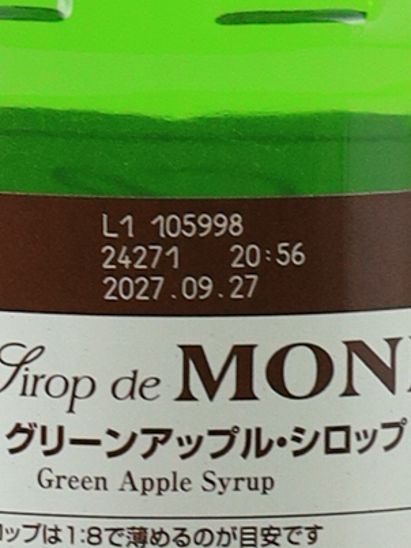 L1 105998
24271 20:56
2027.09.27
Sirop de MON
グリーンアップル・シロップ
Green Apple Syrup
ロップは1:8で薄めるのが目安です